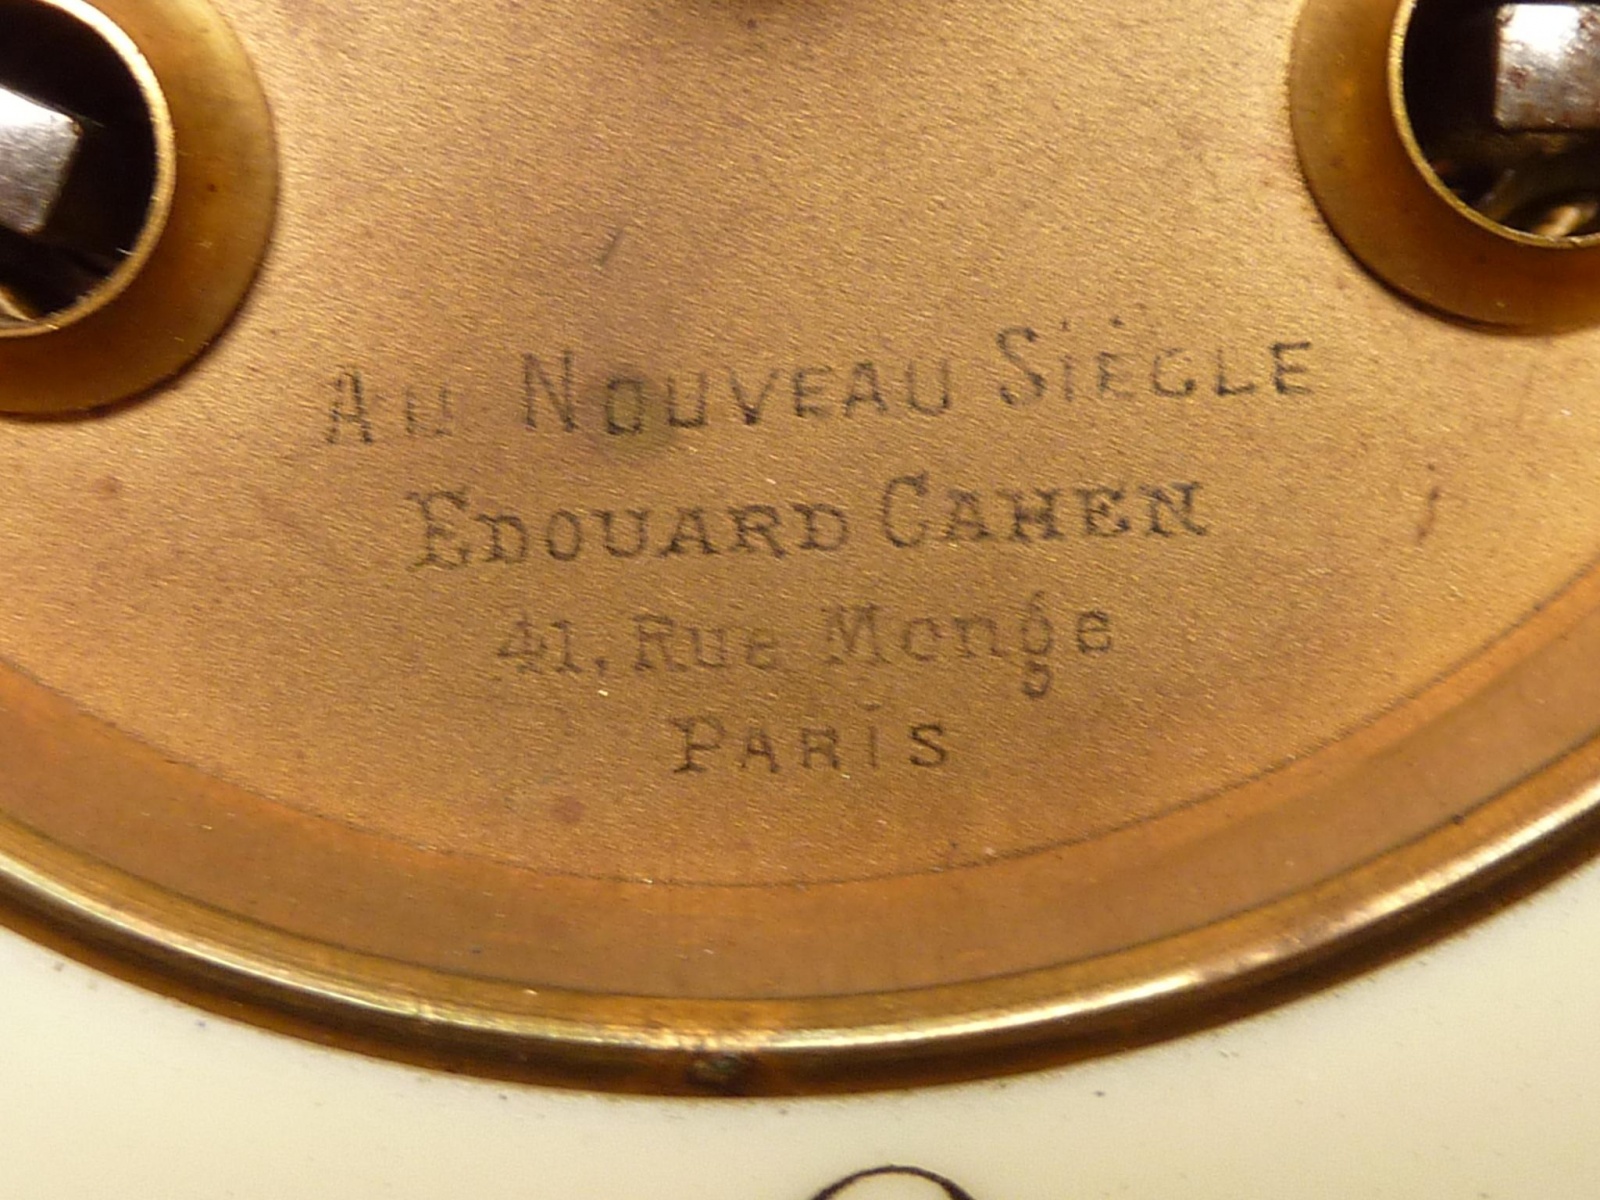 AU NOUVEAU SIÈCLE
EDOUARD CAHEN
41, Rue Monge
PARIS